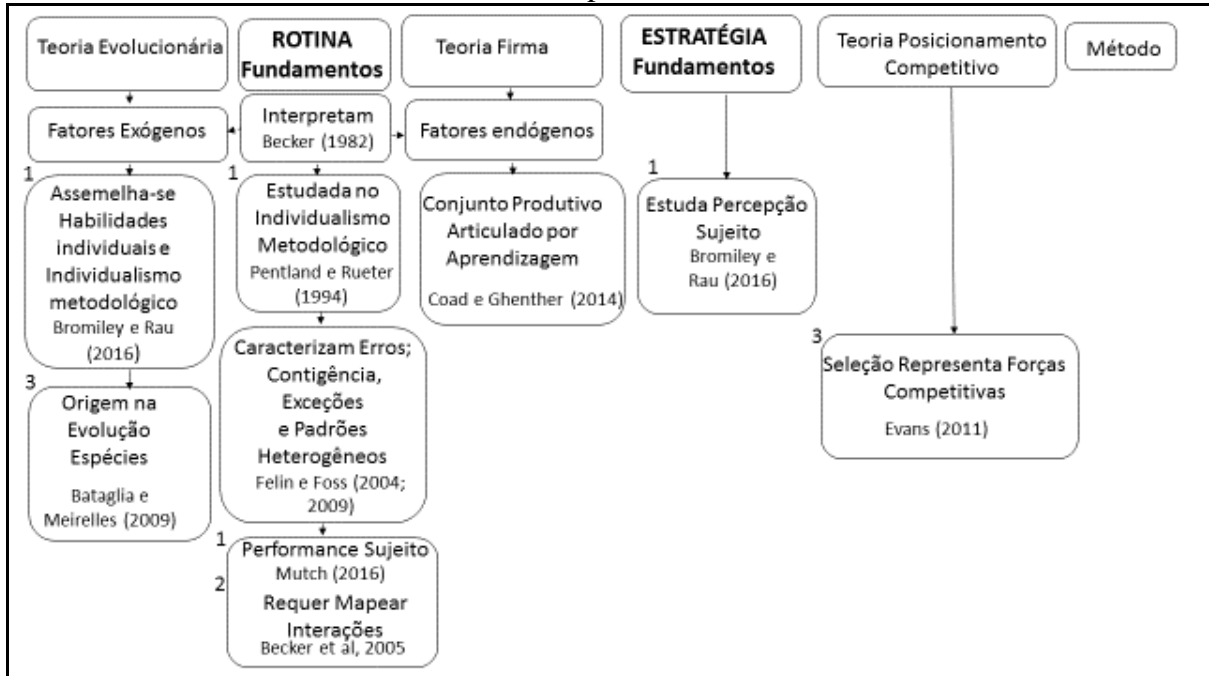 Teoria Evolucionária
ROTINA
Fundamentos
Teoria Firma
ESTRATÉGIA
Fundamentos
Teoria Posicionamento
Competitivo
Método
Fatores Exógenos
Interpretam
Becker (1982)
Fatores endógenos
1
Assemelha-se
Habilidades
individuais e
Individualismo
metodológico
Bromiley e Rau
(2016)
1
Estudada no
Individualismo
Metodológico
Pentland e Rueter
(1994)
Conjunto Produtivo
Articulado por
Aprendizagem
Coad e Ghenther (2014)
1
Estuda Percepção
Sujeito
Bromiley e
Rau (2016)
3
Origem na
Evolução
Espécies
Bataglia e
Meirelles (2009)
Caracterizam Erros;
Contigência,
Exceções
e Padrões
Heterogêneos
Felin e Foss (2004;
2009)
3
Seleção Representa Forças
Competitivas
Evans (2011)
1
Performance Sujeito
Mutch (2016)
2
Requer Mapear
Interações
Becker et al, 2005